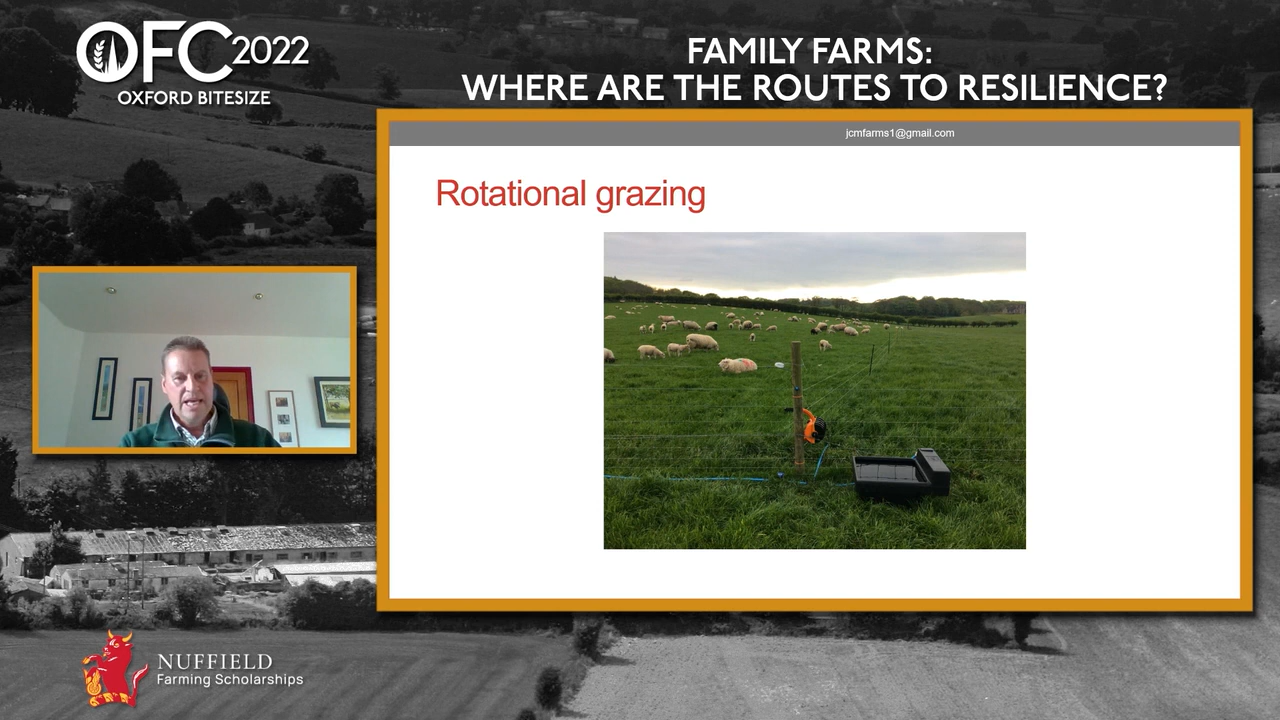 OFC 2022
OXFORD BITESIZE
FAMILY FARMS:
WHERE ARE THE ROUTES TO RESILIENCE?
jcmfarms1@gmail.com
Rotational grazing
NUFFIELD
Farming Scholarships